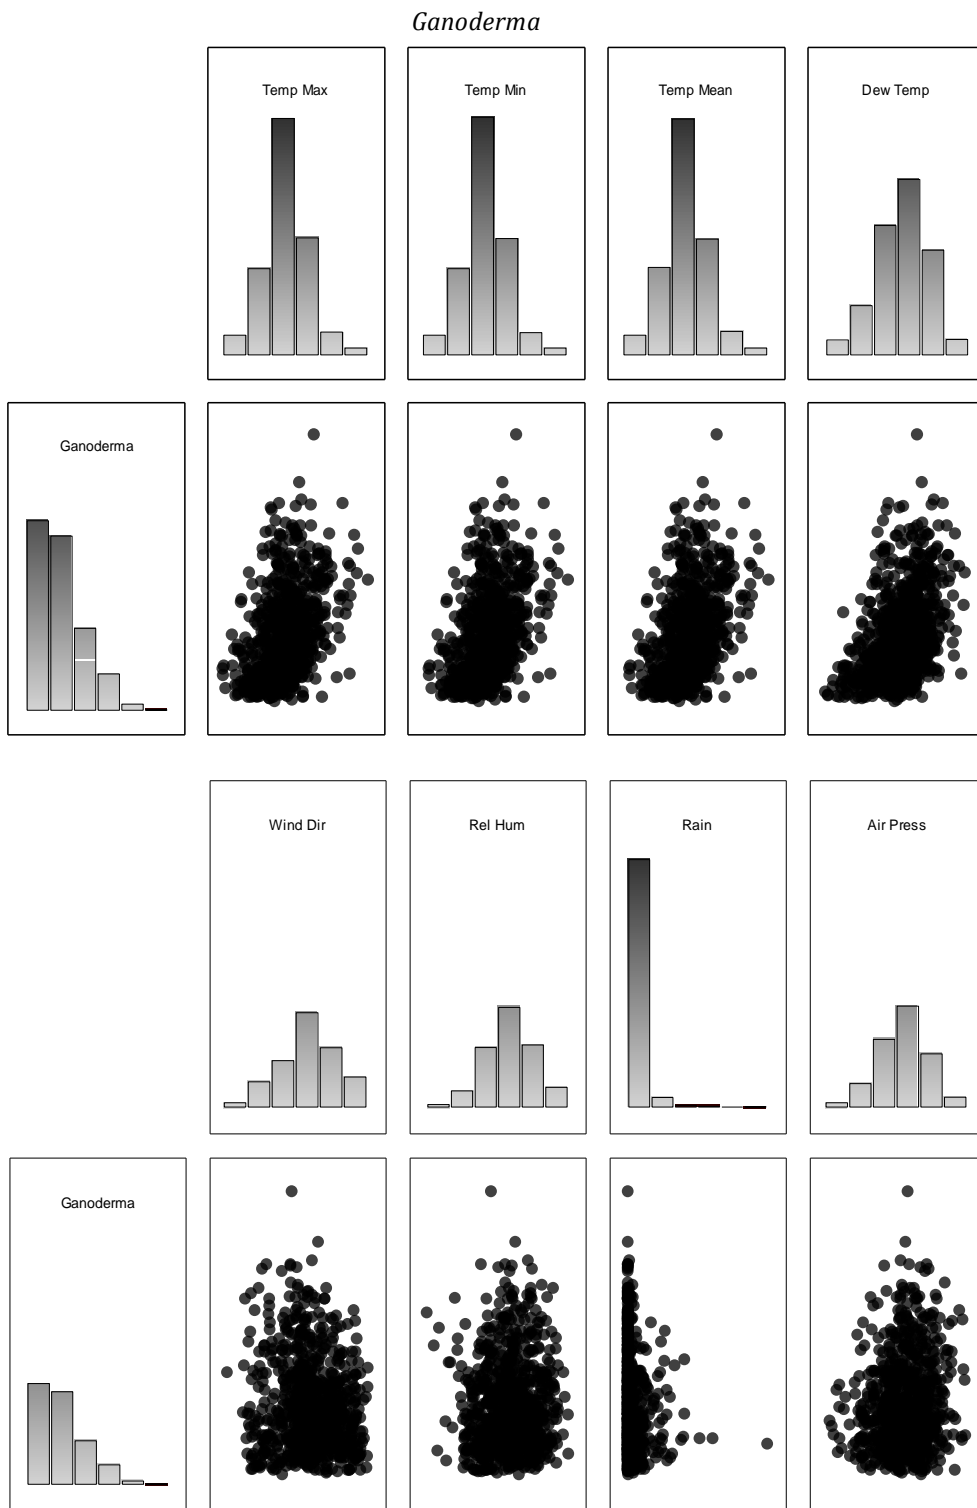 Ganoderma
Temp Max
Temp Min
Temp Mean
Dew Temp
Ganoderma
Wind Dir
Rel Hum
Rain
Air Press
Ganoderma